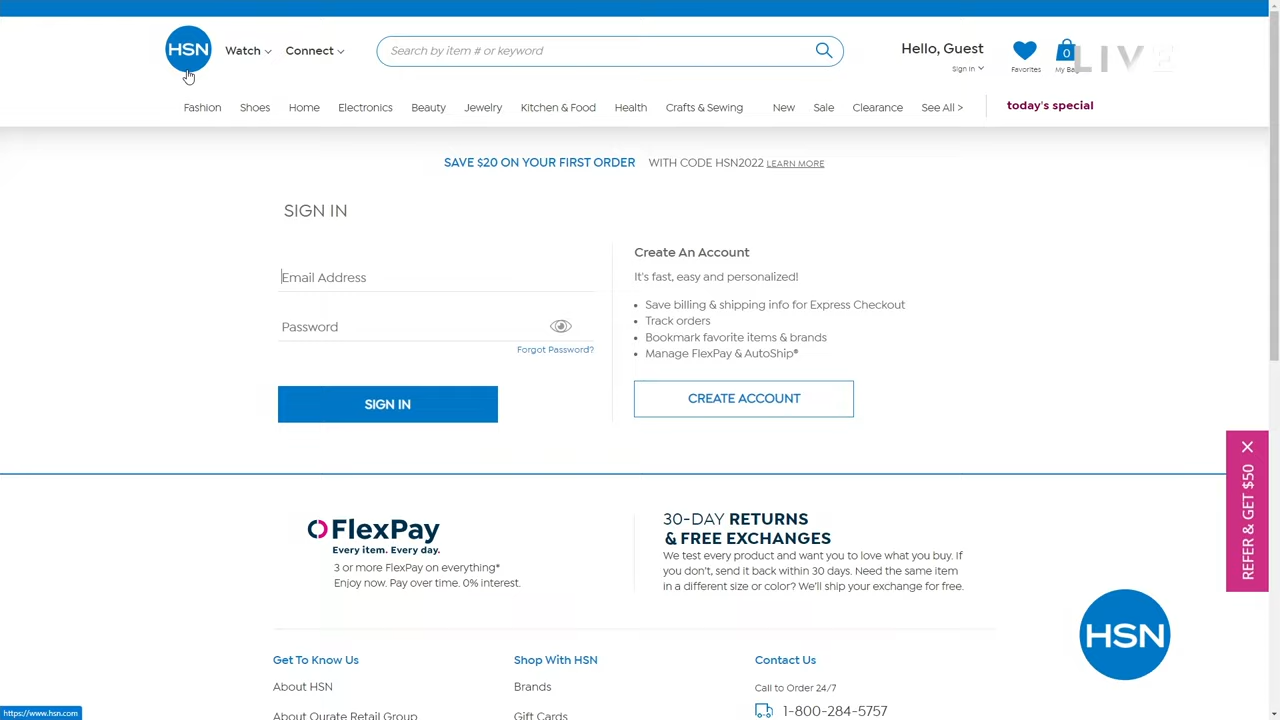 HSN
Watch
Connect
Search by item # or keyword
Hello, Guest
Sign in
Favorites
0
My Ba
LIVE
Fashion
Shoes
Home
Electronics
Beauty
Jewelry
Kitchen & Food
Health
Crafts & Sewing
New
Sale
Clearance
See All >
today's special
SAVE $20 ON YOUR FIRST ORDER WITH CODE HSN2022 LEARN MORE
SIGN IN
Email Address
Password
Forgot Password?
SIGN IN
Create An Account
It's fast, easy and personalized!
• Save billing & shipping info for Express Checkout
• Track orders
• Bookmark favorite items & brands
• Manage FlexPay & AutoShip®
CREATE ACCOUNT
REFER & GET $50
FlexPay
Every item. Every day.
3 or more FlexPay on everything*
Enjoy now. Pay over time. 0% interest.
30-DAY RETURNS
& FREE EXCHANGES
We test every product and want you to love what you buy. If
you don't, send it back within 30 days. Need the same item
in a different size or color? We'll ship your exchange for free.
HSN
Get To Know Us
About HSN
About Qurate Retail Group
Shop With HSN
Brands
Gift Cards
Contact Us
Call to Order 24/7
1-800-284-5757
https://www.hsn.com